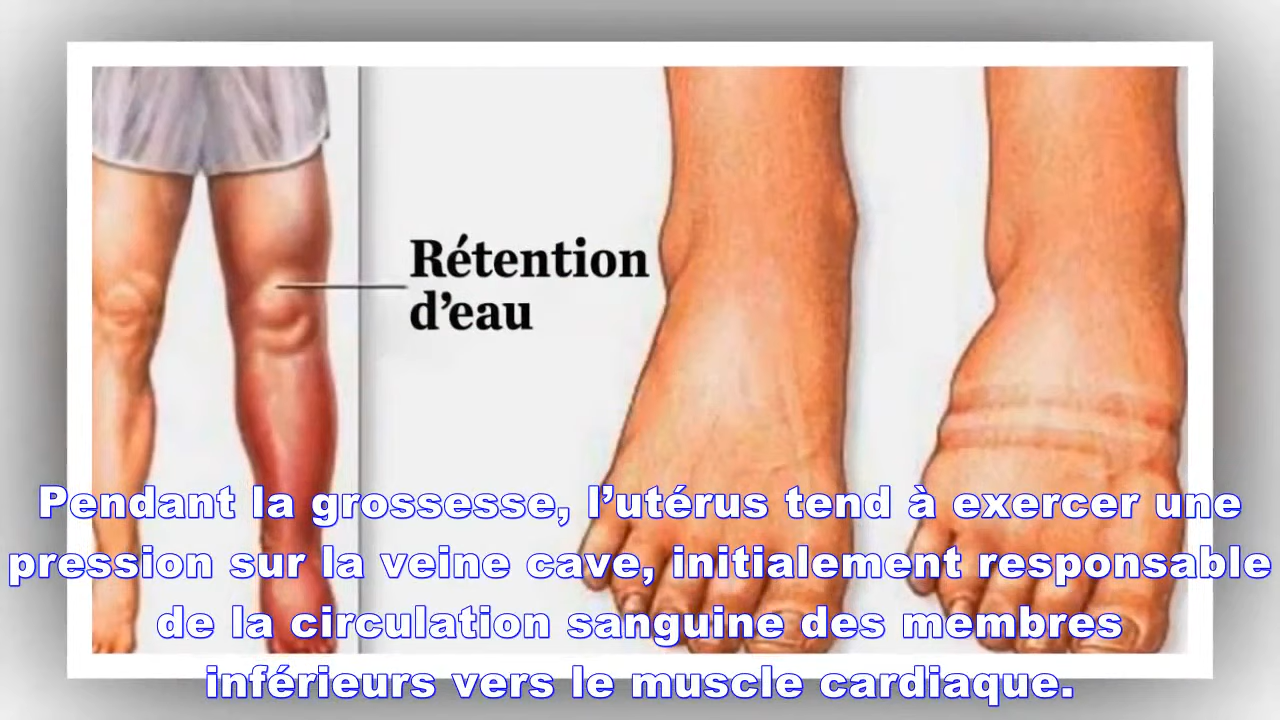 Rétention
d’eau
Pendant la grossesse, l’utérus tend à exercer une
pression sur la veine cave, initialement responsable
de la circulation sanguine des membres
inférieurs vers le muscle cardiaque.